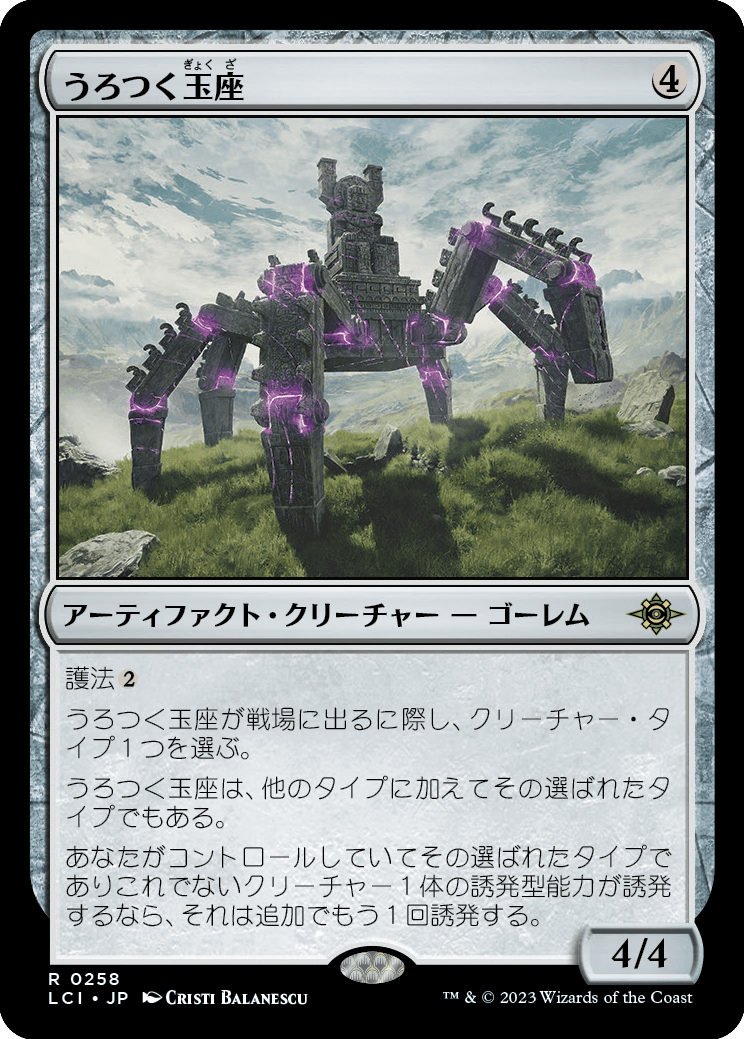 ぎょく ざ
うろつく玉座
4
アーティファクト・クリーチャー — ゴーレム
護法 2
うろつく玉座が戦場に出るに際し、クリーチャー・タ
イプ1つを選ぶ。
うろつく玉座は、他のタイプに加えてその選ばれたタ
イプでもある。
あなたがコントロールしていてその選ばれたタイプで
ありこれでないクリーチャー1体の誘発型能力が誘発
するなら、それは追加でもう1回誘発する。
4/4
R 0258
LCI • JP Cristi Balanescu
™ & © 2023 Wizards of the Coast